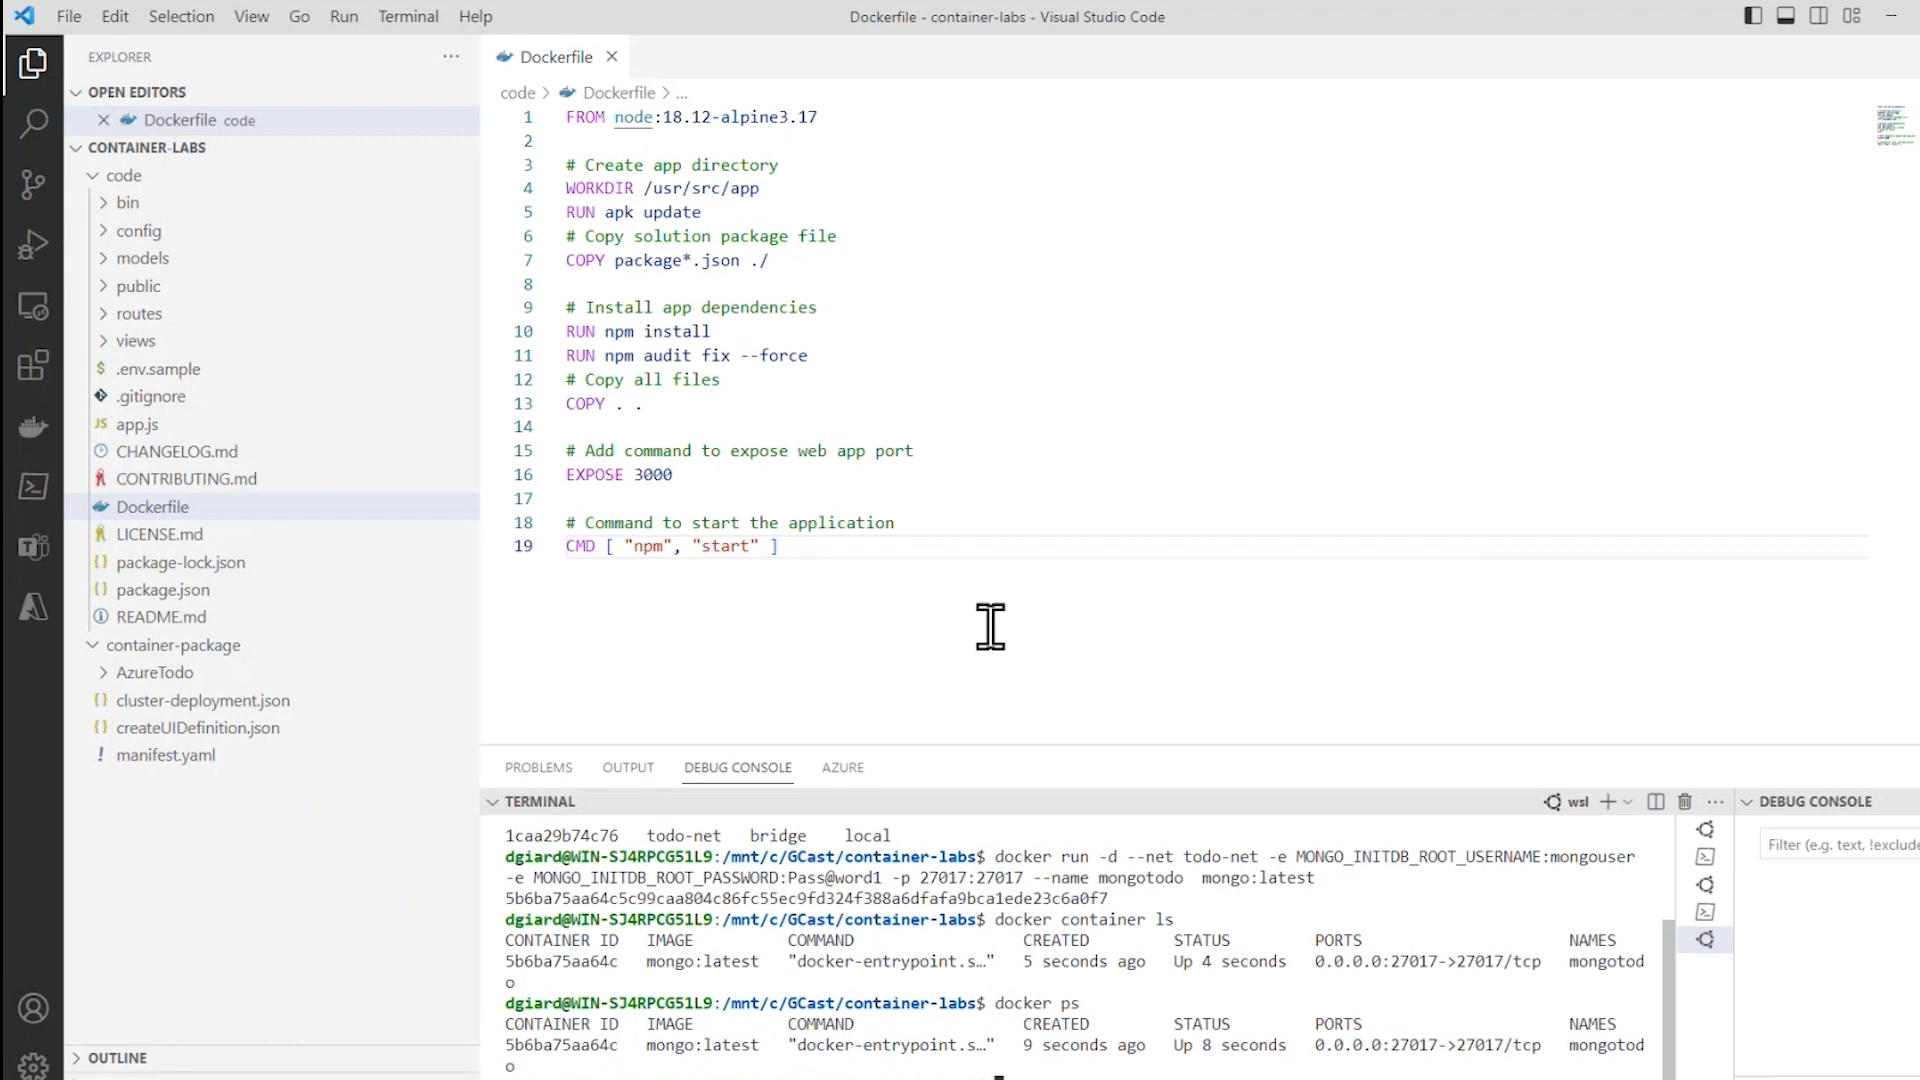 File Edit Selection View Go Run Terminal Help
Dockerfile - container-labs - Visual Studio Code
EXPLORER
OPEN EDITORS
Dockerfile code
CONTAINER-LABS
code
bin
config
models
public
routes
views
.env.sample
.gitignore
app.js
CHANGELOG.md
CONTRIBUTING.md
Dockerfile
LICENSE.md
package-lock.json
package.json
README.md
container-package
AzureTodo
cluster-deployment.json
createUIDefinition.json
manifest.yaml
OUTLINE
Dockerfile
code > Dockerfile > ...
1 FROM node:18.12-alpine3.17
2
3 # Create app directory
4 WORKDIR /usr/src/app
5 RUN apk update
6 # Copy solution package file
7 COPY package*.json ./
8
9 # Install app dependencies
10 RUN npm install
11 RUN npm audit fix --force
12 # Copy all files
13 COPY . .
14
15 # Add command to expose web app port
16 EXPOSE 3000
17
18 # Command to start the application
19 CMD [ "npm", "start" ]
PROBLEMS OUTPUT DEBUG CONSOLE AZURE
TERMINAL
wsl
1caa29b74c76 todo-net bridge local
dgiard@WIN-SJ4RPCG51L9:/mnt/c/GCast/container-labs$ docker run -d --net todo-net -e MONGO_INITDB_ROOT_USERNAME:mongouser
-e MONGO_INITDB_ROOT_PASSWORD:Pass@word1 -p 27017:27017 --name mongotodo mongo:latest
5b6ba75aa64c5c99caa804c86fc55ec9fd324f388a6dfafa9bca1ede23c6a0f7
dgiard@WIN-SJ4RPCG51L9:/mnt/c/GCast/container-labs$ docker container ls
CONTAINER ID IMAGE COMMAND CREATED STATUS PORTS NAMES
5b6ba75aa64c mongo:latest "docker-entrypoint.s…" 5 seconds ago Up 4 seconds 0.0.0.0:27017->27017/tcp mongotod
o
dgiard@WIN-SJ4RPCG51L9:/mnt/c/GCast/container-labs$ docker ps
CONTAINER ID IMAGE COMMAND CREATED STATUS PORTS NAMES
5b6ba75aa64c mongo:latest "docker-entrypoint.s…" 9 seconds ago Up 8 seconds 0.0.0.0:27017->27017/tcp mongotod
o
DEBUG CONSOLE
Filter (e.g. text, !exclude